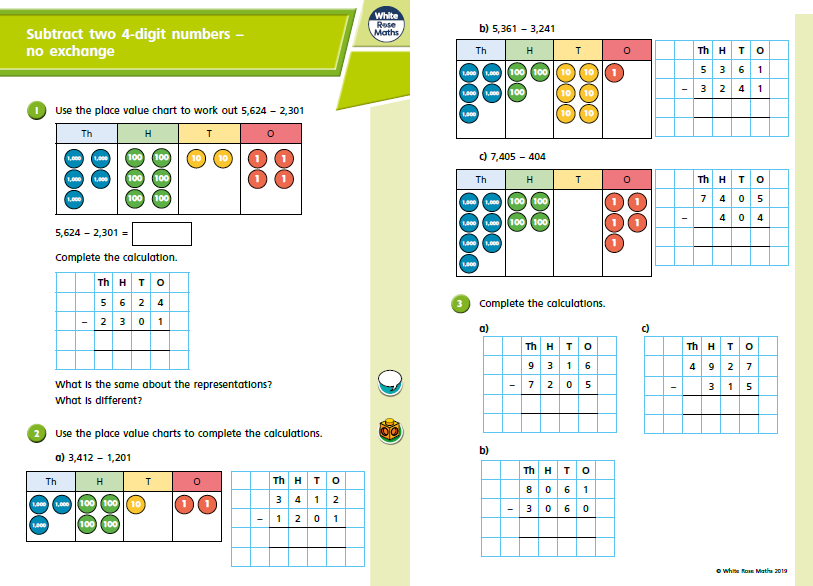 Subtract two 4-digit numbers –
no exchange
White
Rose
Maths
1 Use the place value chart to work out 5,624 – 2,301
Th H T O
1,000 1,000 100 100 10 10 1 1
1,000 1,000 100 100 1 1
1,000 100 100
5,624 – 2,301 =
Complete the calculation.
Th H T O
5 6 2 4
– 2 3 0 1
What is the same about the representations?
What is different?
2 Use the place value charts to complete the calculations.
a) 3,412 – 1,201
Th H T O
1,000 1,000 100 100 10 1 1
1,000 100 100
Th H T O
3 4 1 2
– 1 2 0 1
b) 5,361 – 3,241
Th H T O
1,000 1,000 100 100 10 10 1
1,000 1,000 100 10 10
1,000 10 10
Th H T O
5 3 6 1
– 3 2 4 1
c) 7,405 – 404
Th H T O
1,000 1,000 100 100 1 1
1,000 1,000 100 100 1 1
1,000 1,000 1
1,000
Th H T O
7 4 0 5
– 4 0 4
3 Complete the calculations.
a)
Th H T O
9 3 1 6
– 7 2 0 5
c)
Th H T O
4 9 2 7
– 3 1 5
b)
Th H T O
8 0 6 1
– 3 0 6 0
© White Rose Maths 2019